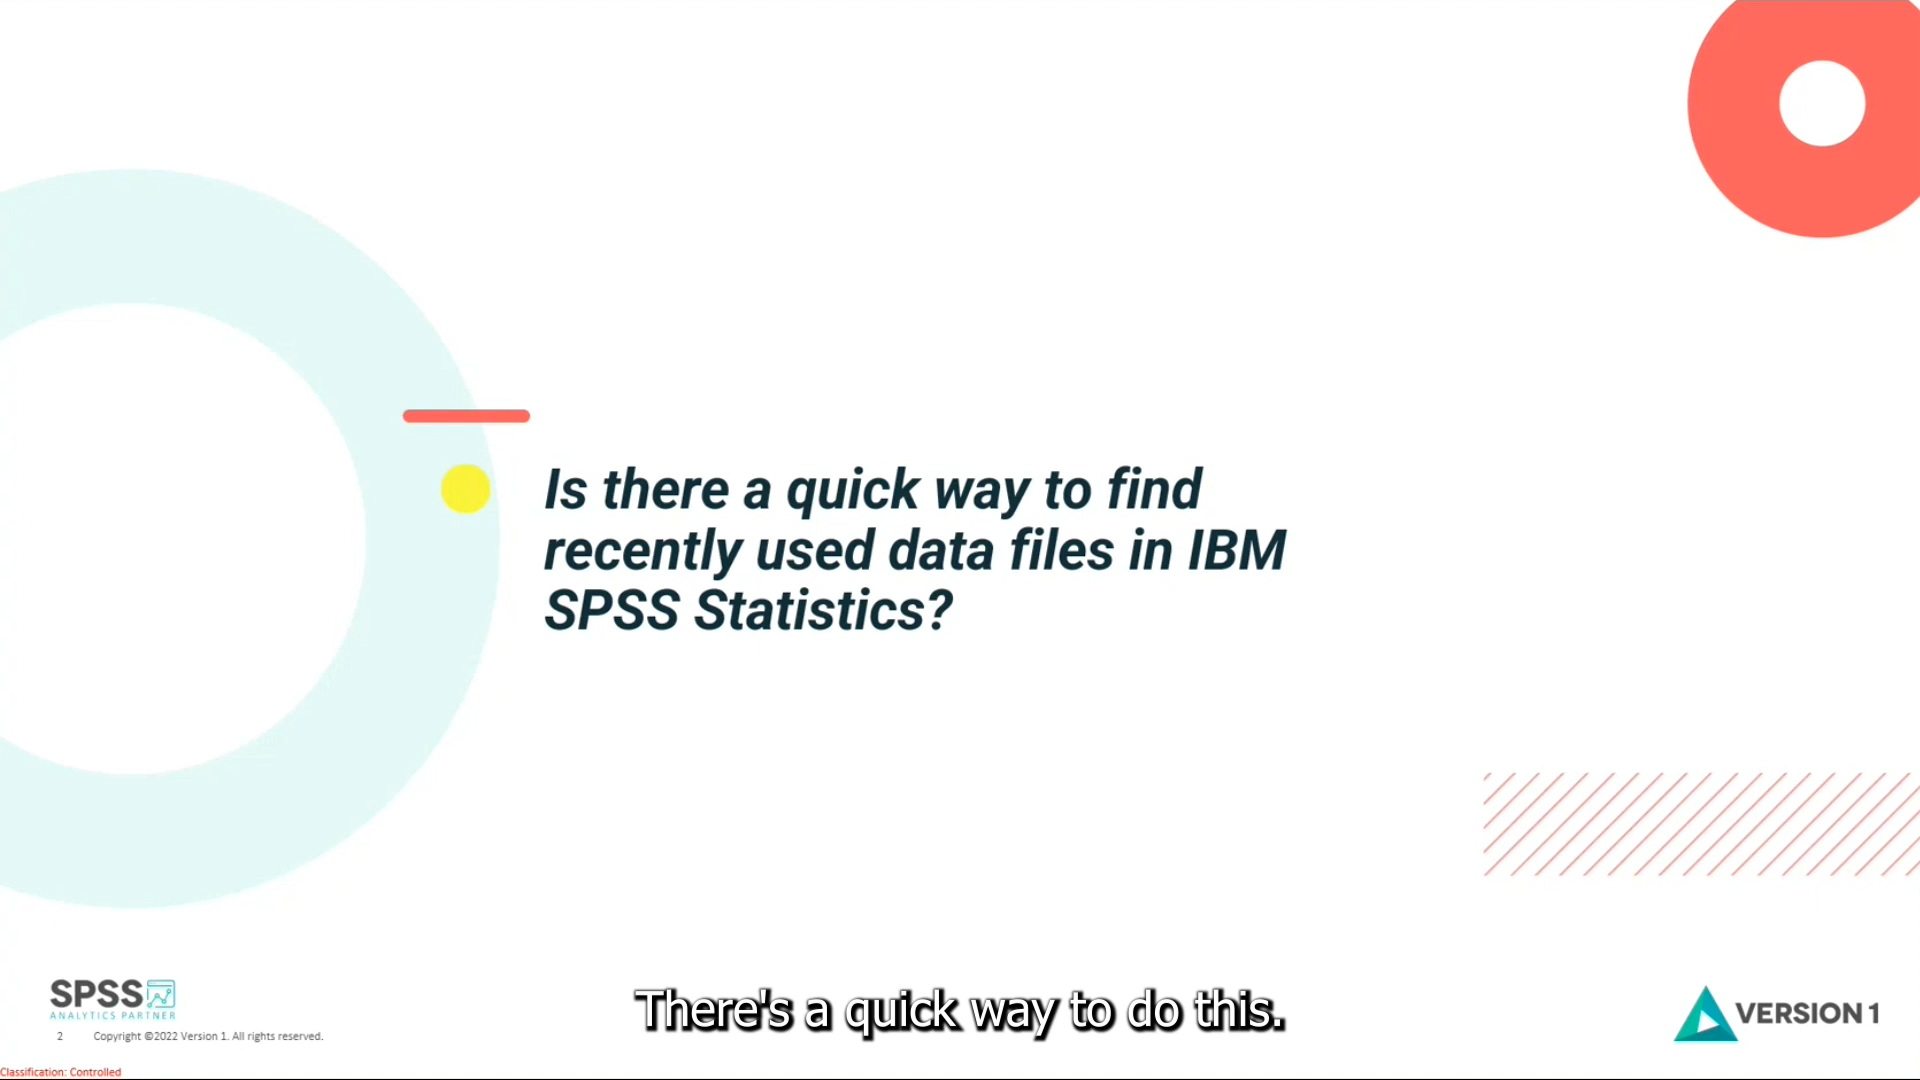 Is there a quick way to find
recently used data files in IBM
SPSS Statistics?
SPSS
ANALYTICS PARTNER
2 Copyright ©2022 Version 1. All rights reserved.
There's a quick way to do this.
VERSION 1
Classification: Controlled